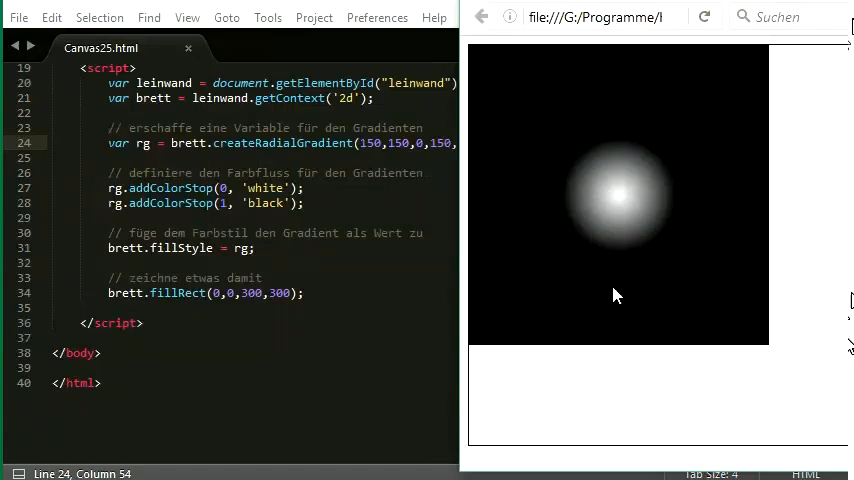 File Edit Selection Find View Goto Tools Project Preferences Help
file:///G:/Programme/
Suchen
Canvas25.html ×
19 <script>
20 var leinwand = document.getElementById("leinwand")
21 var brett = leinwand.getContext('2d');
22
23 // erschaffe eine Variable für den Gradienten
24 var rg = brett.createRadialGradient(150,150,0,150,
25
26 // definiere den Farbfluss für den Gradienten
27 rg.addColorStop(0, 'white');
28 rg.addColorStop(1, 'black');
29
30 // füge dem Farbstil den Gradient als Wert zu
31 brett.fillStyle = rg;
32
33 // zeichne etwas damit
34 brett.fillRect(0,0,300,300);
35
36 </script>
37
38 </body>
39
40 </html>
Line 24, Column 54
Tab Size: 4 HTML